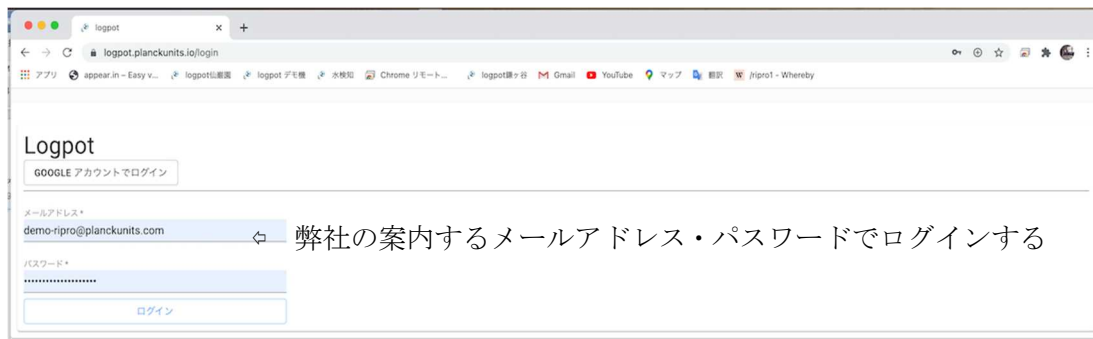 logpot
logpot.planckunits.io/login
アプリ appear.in – Easy v... logpot仏厳園 logpot デモ機 水検知 Chrome リモート... logpot鎌ヶ谷 M Gmail YouTube マップ 翻訳 W /ripro1 - Whereby
Logpot
GOOGLE アカウントでログイン
メールアドレス *
demo-ripro@planckunits.com
⇦ 弊社の案内するメールアドレス・パスワードでログインする
パスワード *
ログイン